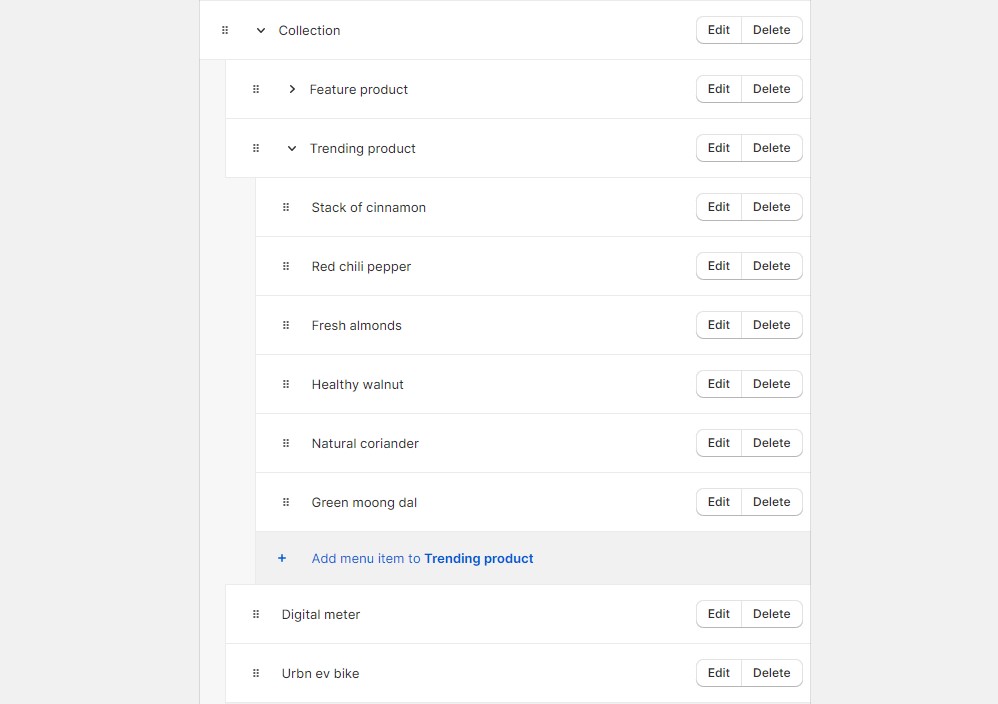 Collection Edit Delete
Feature product Edit Delete
Trending product Edit Delete
Stack of cinnamon Edit Delete
Red chili pepper Edit Delete
Fresh almonds Edit Delete
Healthy walnut Edit Delete
Natural coriander Edit Delete
Green moong dal Edit Delete
+ Add menu item to Trending product
Digital meter Edit Delete
Urbn ev bike Edit Delete